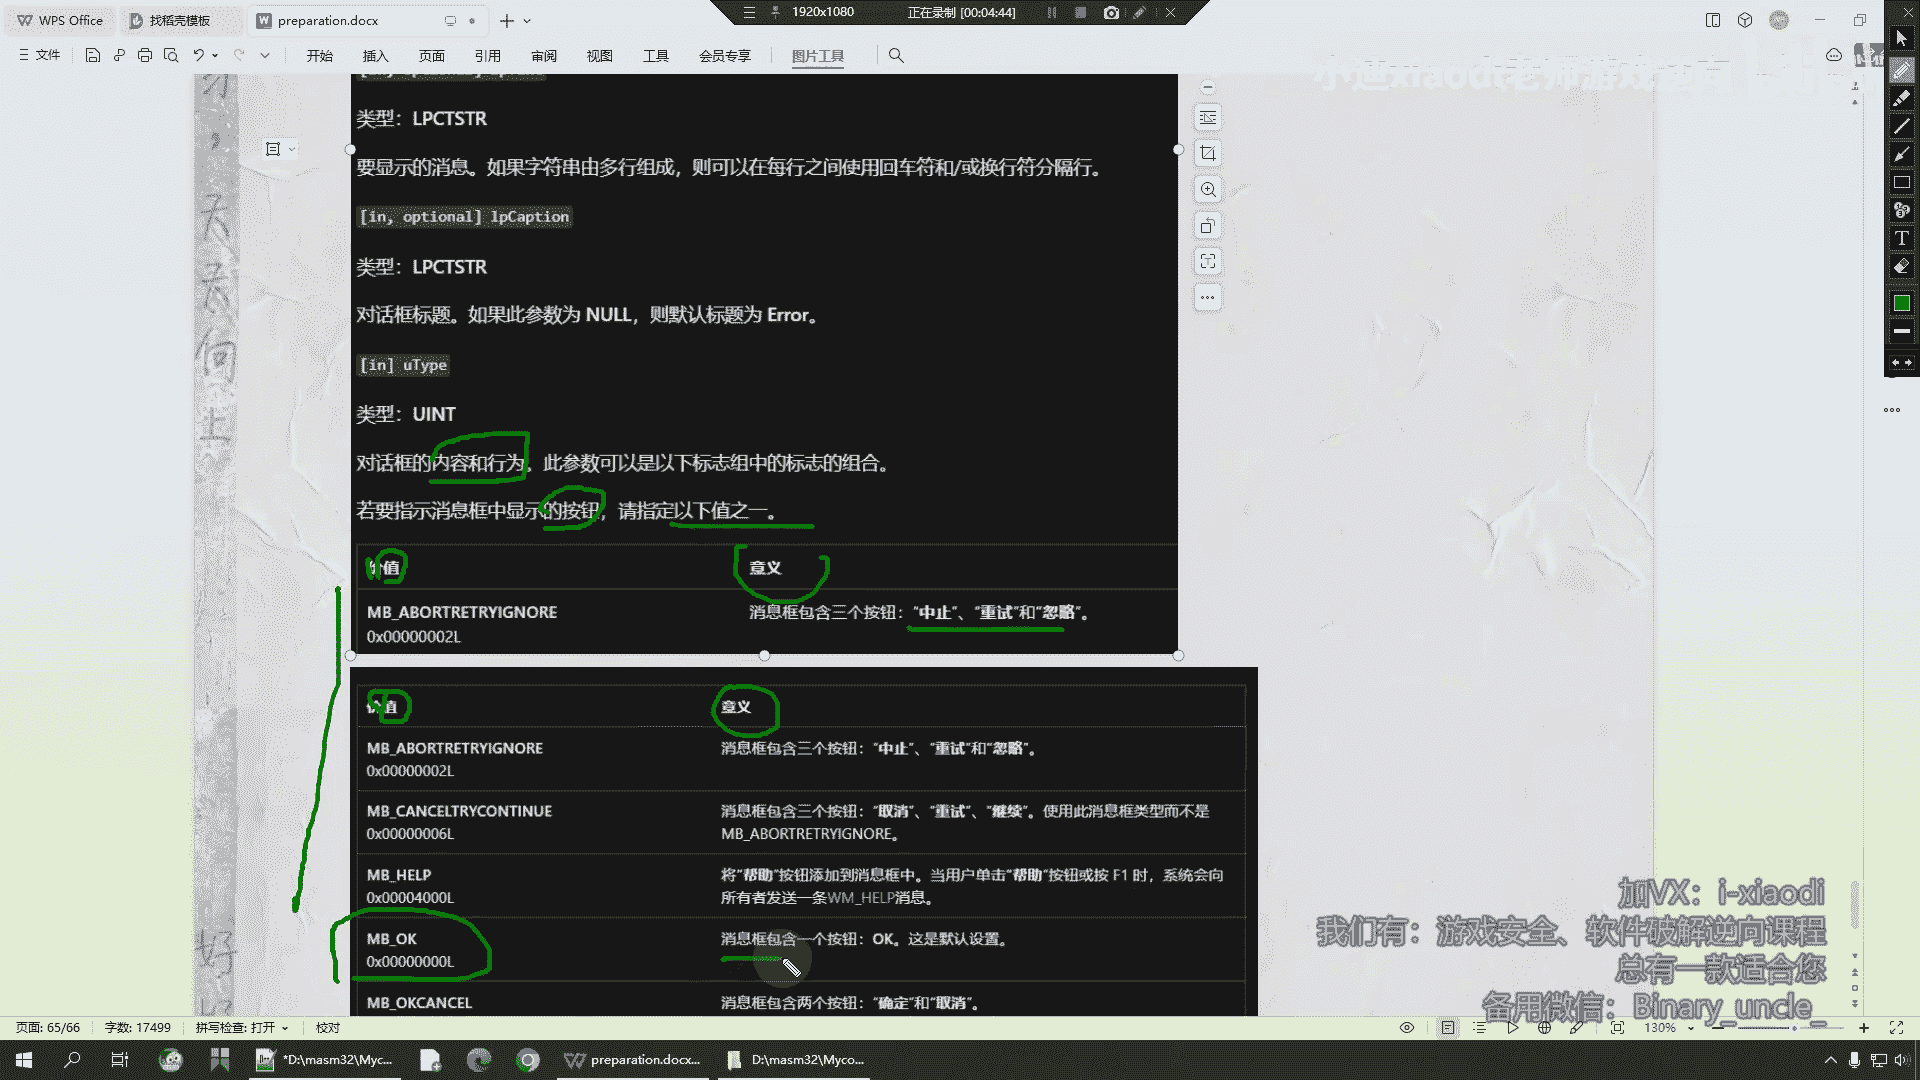 WPS Office
找稻壳模板
preparation.docx
1920x1080
正在录制 [00:04:44]
文件
开始
插入
页面
引用
审阅
视图
工具
会员专享
图片工具
类型：LPCTSTR
要显示的消息。如果字符串由多行组成，则可以在每行之间使用回车符和/或换行符分隔行。
[in, optional] lpCaption
类型：LPCTSTR
对话框标题。如果此参数为 NULL，则默认标题为 Error。
[in] uType
类型：UINT
对话框的内容和行为。此参数可以是以下标志组中的标志的组合。
若要指示消息框中显示的按钮，请指定以下值之一。
价值 意义
MB_ABORTRETRYIGNORE 消息框包含三个按钮：“中止”、“重试”和“忽略”。
0x00000002L
价值 意义
MB_ABORTRETRYIGNORE 消息框包含三个按钮：“中止”、“重试”和“忽略”。
0x00000002L
MB_CANCELTRYCONTINUE 消息框包含三个按钮：“取消”、“重试”、“继续”。使用此消息框类型而不是
0x00000006L MB_ABORTRETRYIGNORE。
MB_HELP 将“帮助”按钮添加到消息框中。当用户单击“帮助”按钮或按 F1 时，系统会向
0x00004000L 所有者发送一条WM_HELP消息。
MB_OK 消息框包含一个按钮：OK。这是默认设置。
0x00000000L
MB_OKCANCEL 消息框包含两个按钮：“确定”和“取消”。
天
天
向
上
好
好
加VX：i-xiaodi
我们有：游戏安全、软件破解逆向课程
总有一款适合您
备用微信：Binary_uncle_
页面: 65/66
字数: 17499
拼写检查: 打开
校对
130%
*D:\masm32\Myc...
preparation.docx...
D:\masm32\Myco...